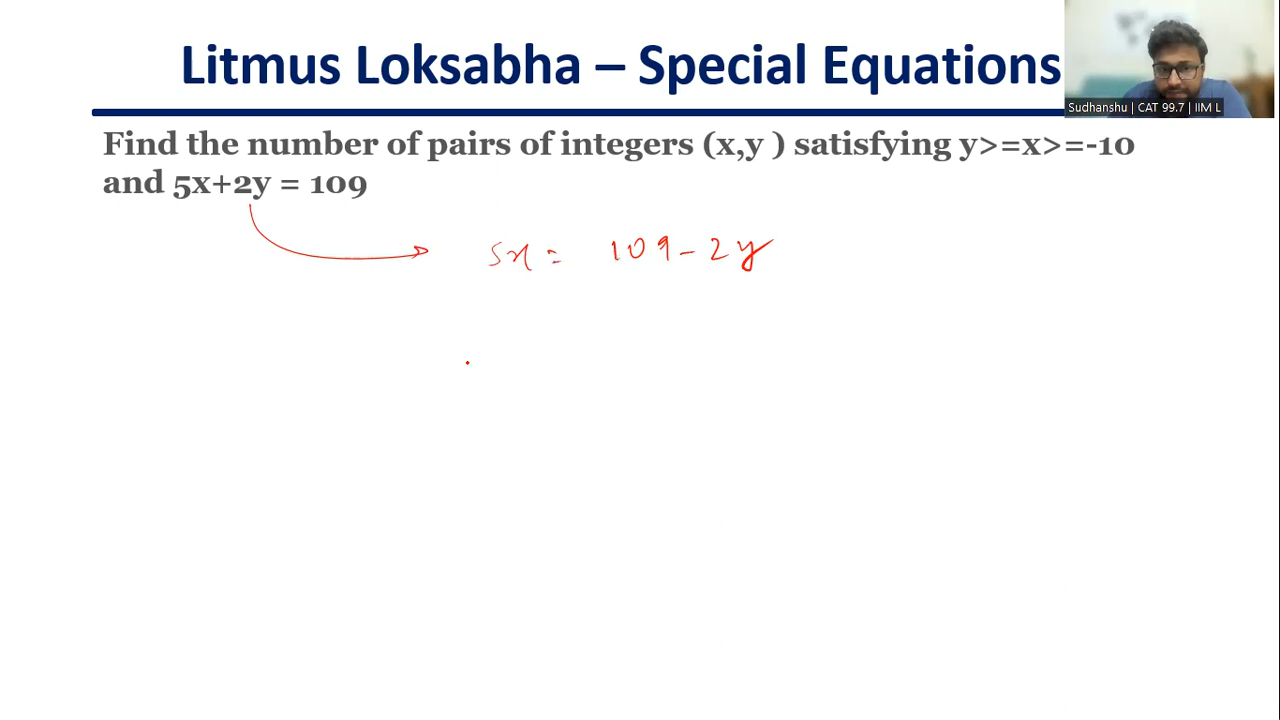 Litmus Loksabha – Special Equations
Sudhanshu | CAT 99.7 | IIM L
Find the number of pairs of integers (x,y ) satisfying y>=x>=-10
and 5x+2y = 109
5x = 109-2y